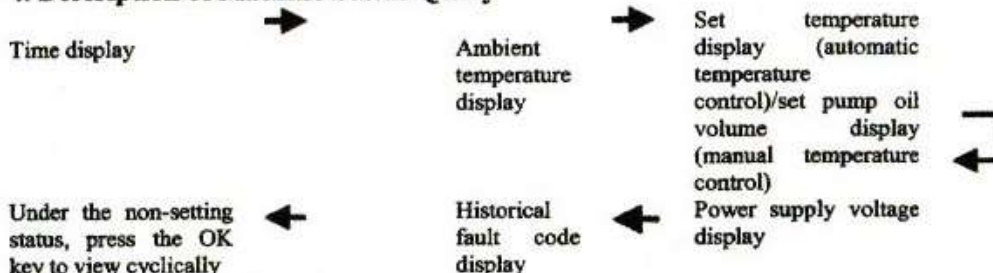 Time display
Ambient
temperature
display
Set temperature
display (automatic
temperature
control)/set pump oil
volume display
(manual temperature
control)
Under the non-setting
status, press the OK
key to view cyclically
Historical
fault code
display
Power supply voltage
display